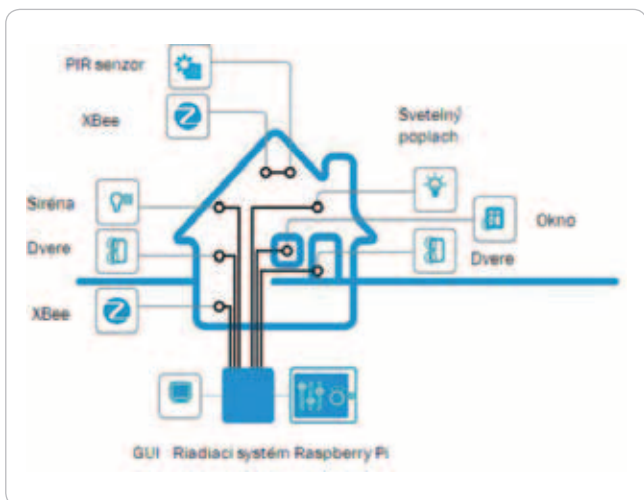 PIR senzor
XBee
Svetelný
poplach
Siréna
Okno
Dvere
Dvere
XBee
GUI Riadiaci systém Raspberry Pi